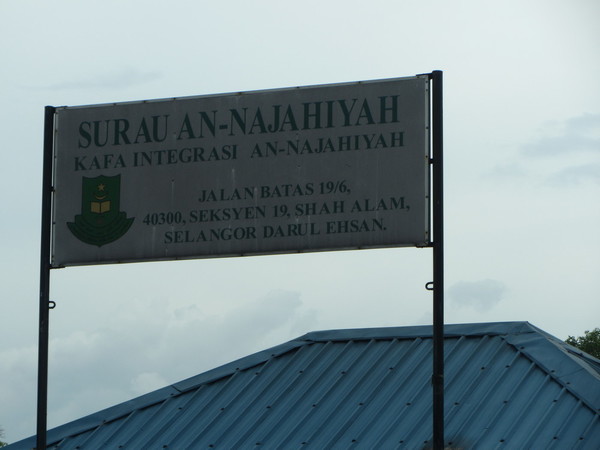 SURAU AN-NAJAHIYAH
KAFA INTEGRASI AN-NAJAHIYAH
JALAN BATAS 19/6,
40300, SEKSYEN 19, SHAH ALAM,
SELANGOR DARUL EHSAN.